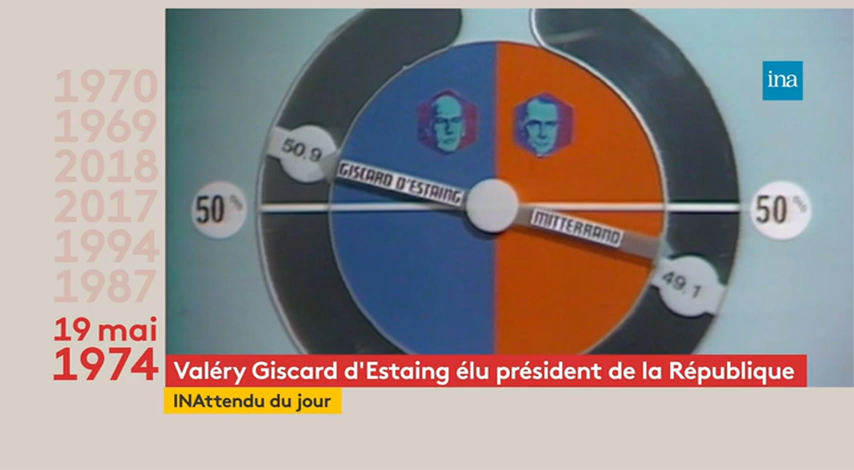 1970
1969
2018
2017
1994
1987
19 mai
1974
ina
50.9
GISCARD D'ESTAING
50%
MITTERRAND
50%
49.1
Valéry Giscard d'Estaing élu président de la République
INAttendu du jour